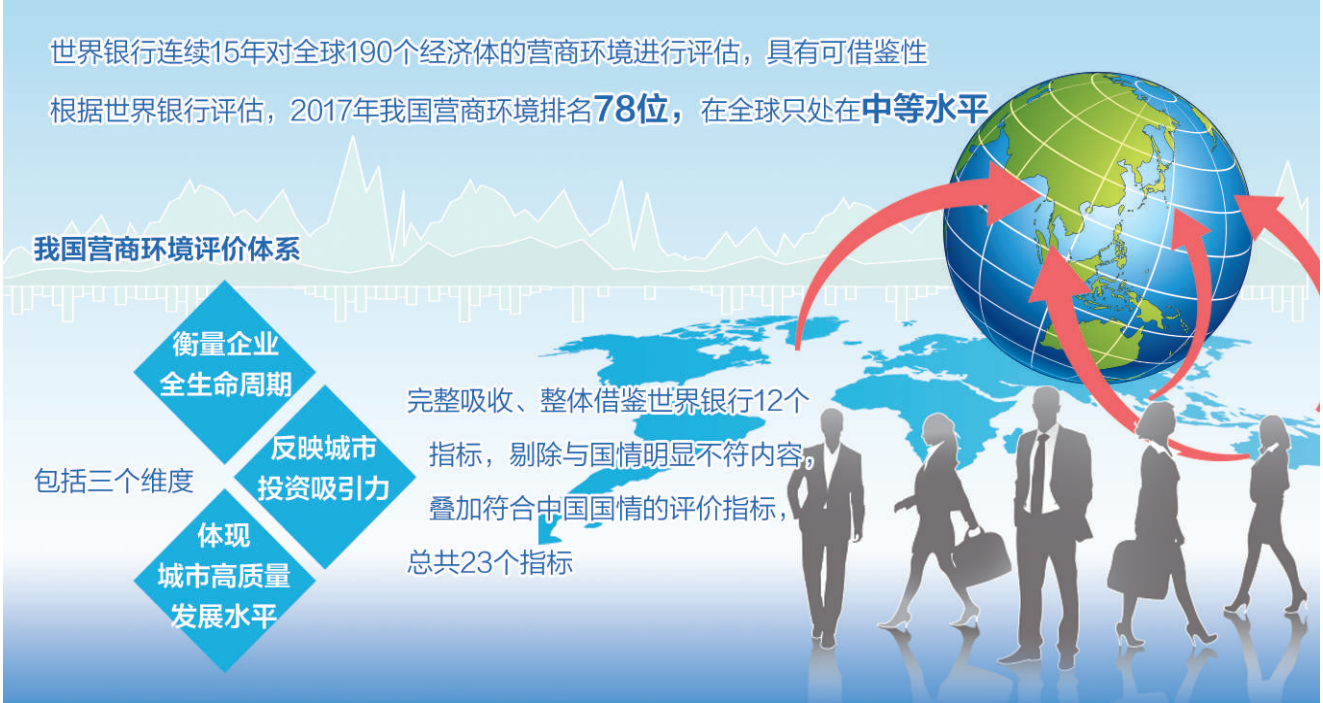 世界银行连续15年对全球190个经济体的营商环境进行评估，具有可借鉴性
根据世界银行评估，2017年我国营商环境排名78位，在全球只处在中等水平
我国营商环境评价体系
包括三个维度
衡量企业
全生命周期
反映城市
投资吸引力
体现
城市高质量
发展水平
完整吸收、整体借鉴世界银行12个
指标，剔除与国情明显不符内容，
叠加符合中国国情的评价指标，
总共23个指标